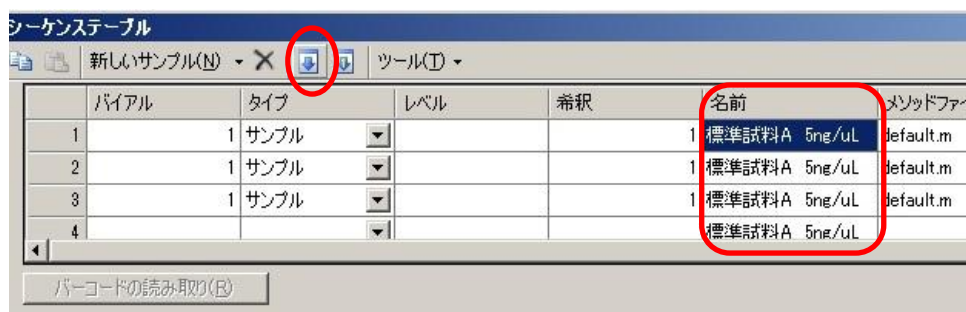 シーケンステーブル
新しいサンプル(N) ツール(T)
バイアル タイプ レベル 希釈 名前 メソッドファイ
1 1 サンプル 1 標準試料A 5ng/uL default.m
2 1 サンプル 1 標準試料A 5ng/uL default.m
3 1 サンプル 1 標準試料A 5ng/uL default.m
4 標準試料A 5ng/uL
バーコードの読み取り(R)